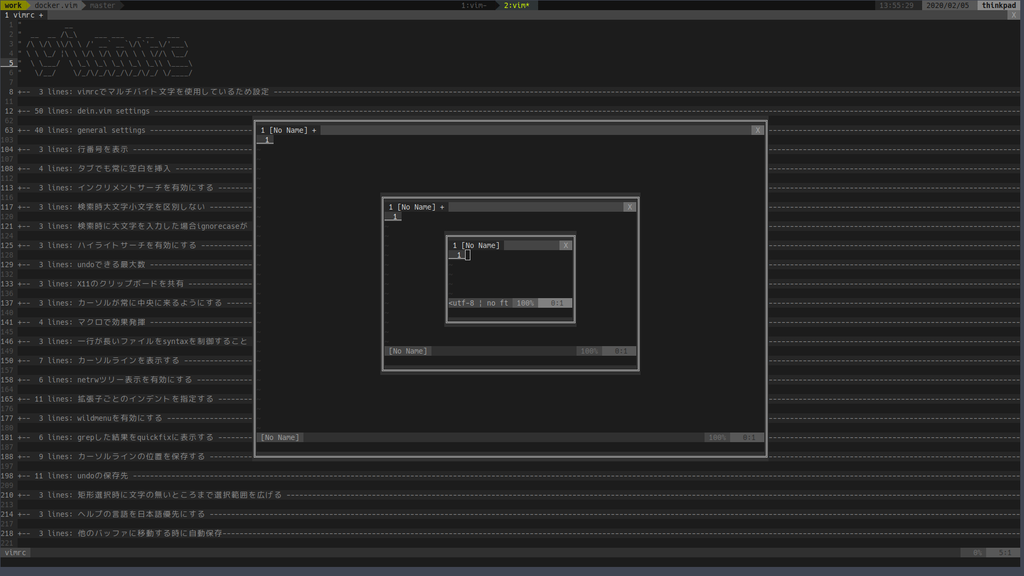 work docker.vim master 1:vim- 2:vim* 13:55:29 2020/02/05 thinkpad
1 vimrc + X
8 +-- 3 lines: vimrcでマルチバイト文字を使用しているため設定
12 +-- 50 lines: dein.vim settings
63 +-- 40 lines: general settings
104 +-- 3 lines: 行番号を表示
108 +-- 4 lines: タブでも常に空白を挿入
113 +-- 3 lines: インクリメントサーチを有効にする
117 +-- 3 lines: 検索時大文字小文字を区別しない
121 +-- 3 lines: 検索時に大文字を入力した場合ignorecaseが
125 +-- 3 lines: ハイライトサーチを有効にする
129 +-- 3 lines: undoできる最大数
133 +-- 3 lines: X11のクリップボードを共有
137 +-- 3 lines: カーソルが常に中央に来るようにする
141 +-- 4 lines: マクロで効果発揮
146 +-- 3 lines: 一行が長いファイルをsyntaxを制御すること
150 +-- 7 lines: カーソルラインを表示する
158 +-- 6 lines: netrwツリー表示を有効にする
165 +-- 11 lines: 拡張子ごとのインデントを指定する
177 +-- 3 lines: wildmenuを有効にする
181 +-- 6 lines: grepした結果をquickfixに表示する
188 +-- 9 lines: カーソルラインの位置を保存する
198 +-- 11 lines: undoの保存先
210 +-- 3 lines: 矩形選択時に文字の無いところまで選択範囲を広げる
214 +-- 3 lines: ヘルプの言語を日本語優先にする
218 +-- 3 lines: 他のバッファに移動する時に自動保存
vimrc 0% 5:1
1 [No Name] + X
1
[No Name] 100% 0:1
1 [No Name] + X
1
[No Name] 100% 0:1
1 [No Name] X
1
<utf-8 ¦ no ft 100% 0:1